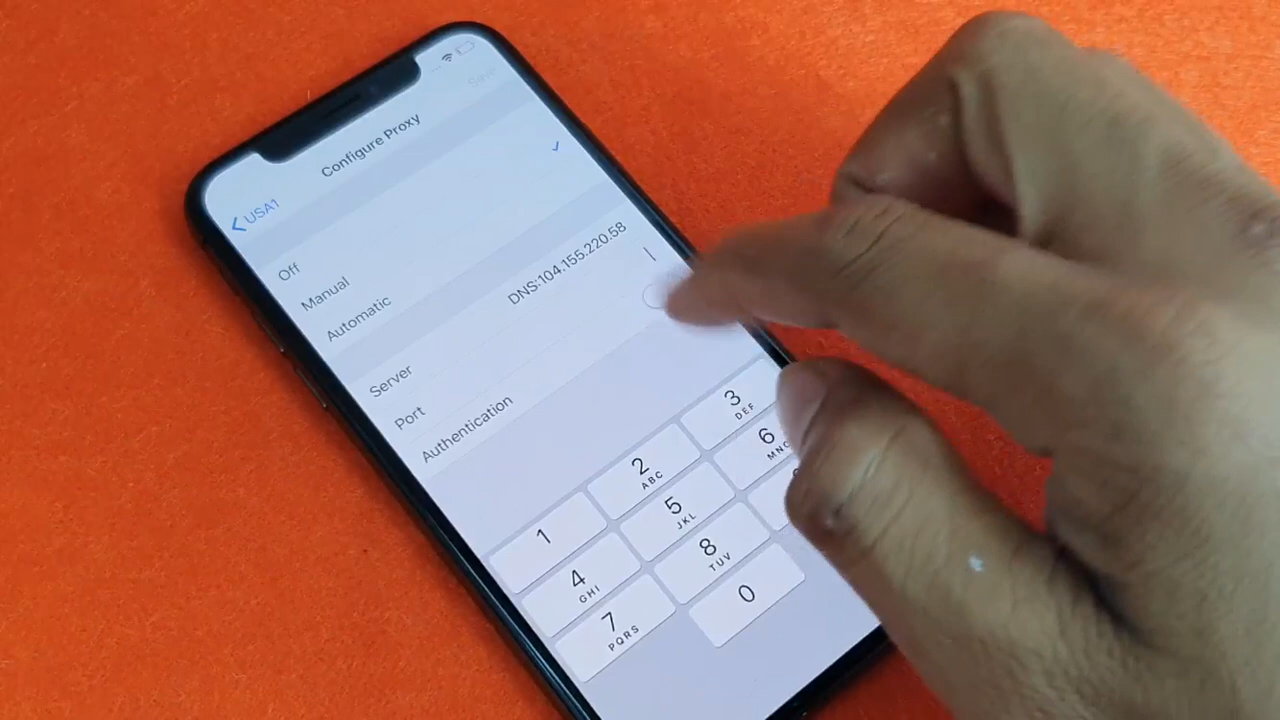 Save
Configure Proxy
USA1
Off
Manual
Automatic
Server DNS:104.155.220.58
Port
Authentication
1
2 ABC
3 DEF
4 GHI
5 JKL
6 MNO
7 PQRS
8 TUV
0